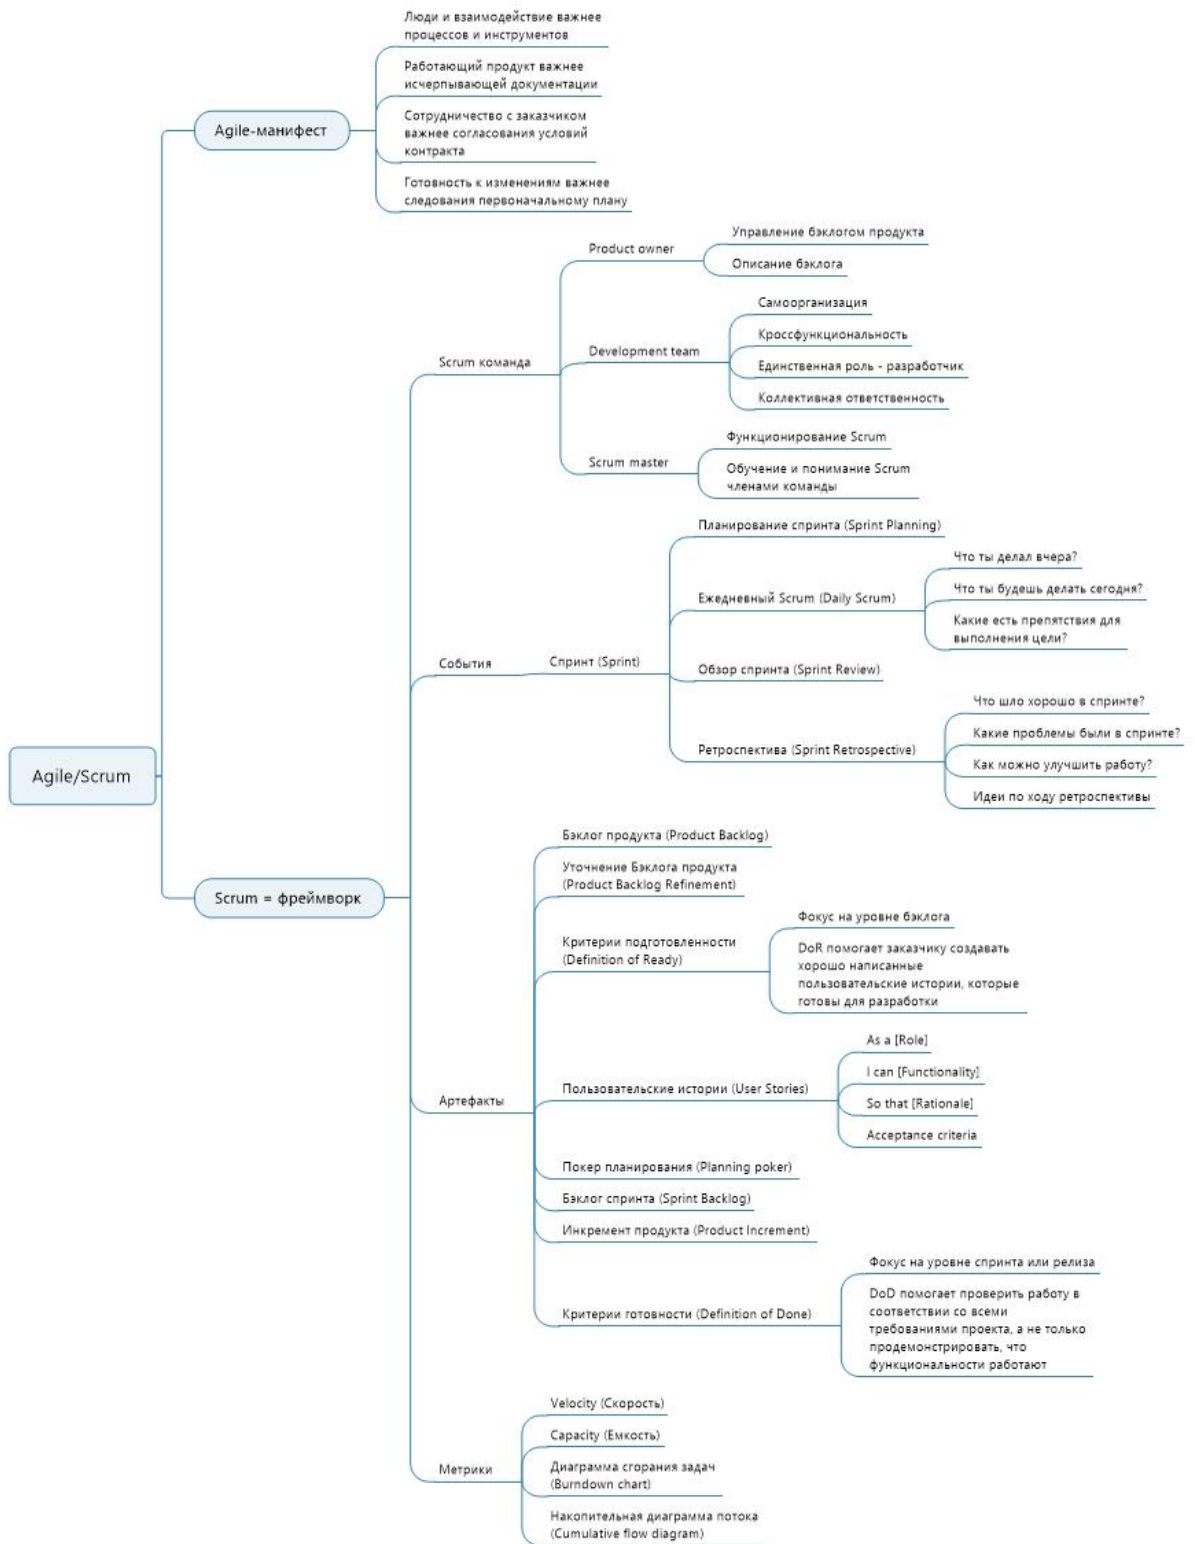 Люди и взаимодействие важнее
процессов и инструментов
Работающий продукт важнее
исчерпывающей документации
Agile-манифест
Сотрудничество с заказчиком
важнее согласования условий
контракта
Готовность к изменениям важнее
следования первоначальному плану
Управление бэклогом продукта
Product owner
Описание бэклога
Самоорганизация
Кроссфункциональность
Development team
Scrum команда
Единственная роль - разработчик
Коллективная ответственность
Функционирование Scrum
Scrum master
Обучение и понимание Scrum
членами команды
Планирование спринта (Sprint Planning)
Что ты делал вчера?
Что ты будешь делать сегодня?
Ежедневный Scrum (Daily Scrum)
Какие есть препятствия для
выполнения цели?
События
Спринт (Sprint)
Обзор спринта (Sprint Review)
Что шло хорошо в спринте?
Какие проблемы были в спринте?
Ретроспектива (Sprint Retrospective)
Как можно улучшить работу?
Идеи по ходу ретроспективы
Agile/Scrum
Scrum = фреймворк
Бэклог продукта (Product Backlog)
Уточнение Бэклога продукта
(Product Backlog Refinement)
Фокус на уровне бэклога
Критерии подготовленности
(Definition of Ready)
DoR помогает заказчику создавать
хорошо написанные
пользовательские истории, которые
готовы для разработки
As a [Role]
I can [Functionality]
Пользовательские истории (User Stories)
Артефакты
So that [Rationale]
Acceptance criteria
Покер планирования (Planning poker)
Бэклог спринта (Sprint Backlog)
Инкремент продукта (Product Increment)
Фокус на уровне спринта или релиза
Критерии готовности (Definition of Done)
DoD помогает проверить работу в
соответствии со всеми
требованиями проекта, а не только
продемонстрировать, что
функциональности работают
Velocity (Скорость)
Capacity (Емкость)
Метрики
Диаграмма сгорания задач
(Burndown chart)
Накопительная диаграмма потока
(Cumulative flow diagram)